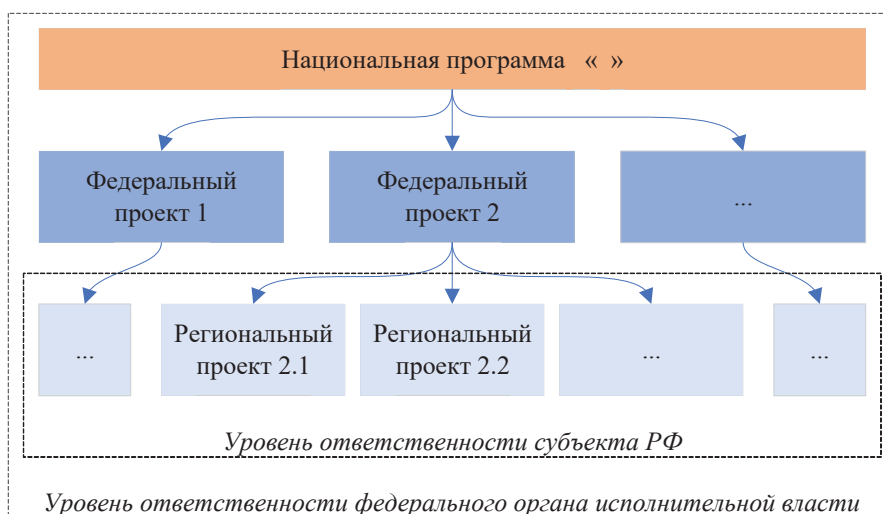 Национальная программа « »
Федеральный
проект 1
Федеральный
проект 2
...
...
Региональный
проект 2.1
Региональный
проект 2.2
...
...
Уровень ответственности субъекта РФ
Уровень ответственности федерального органа исполнительной власти